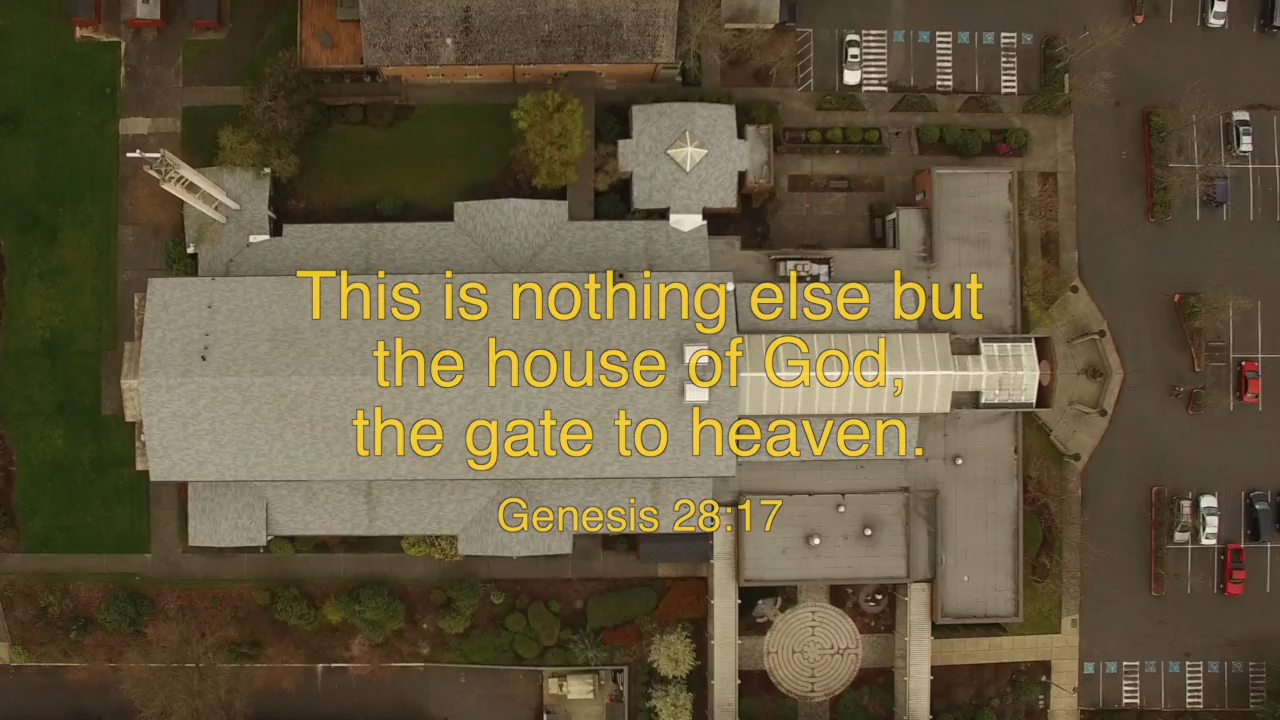 This is nothing else but
the house of God,
the gate to heaven.
Genesis 28:17